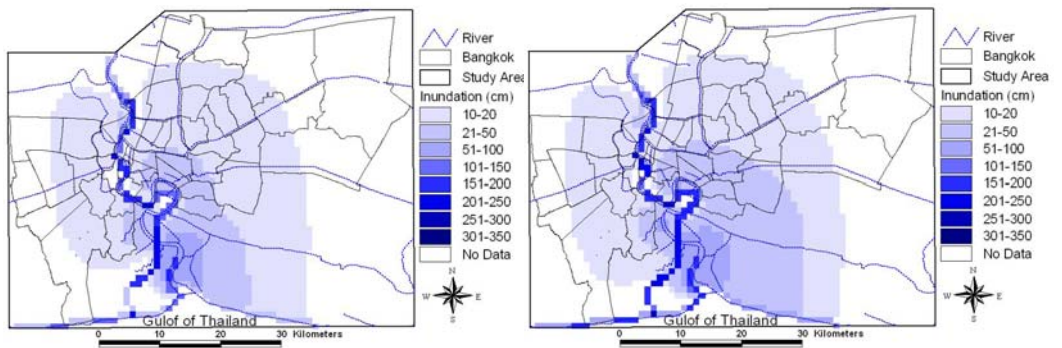 River
Bangkok
Study Area
Inundation (cm)
10-20
21-50
51-100
101-150
151-200
201-250
251-300
301-350
No Data
N
W E
S
Gulof of Thailand
0 10 20 30 Kilometers
River
Bangkok
Study Area
Inundation (cm)
10-20
21-50
51-100
101-150
151-200
201-250
251-300
301-350
No Data
N
W E
S
Gulof of Thailand
0 10 20 30 Kilometers